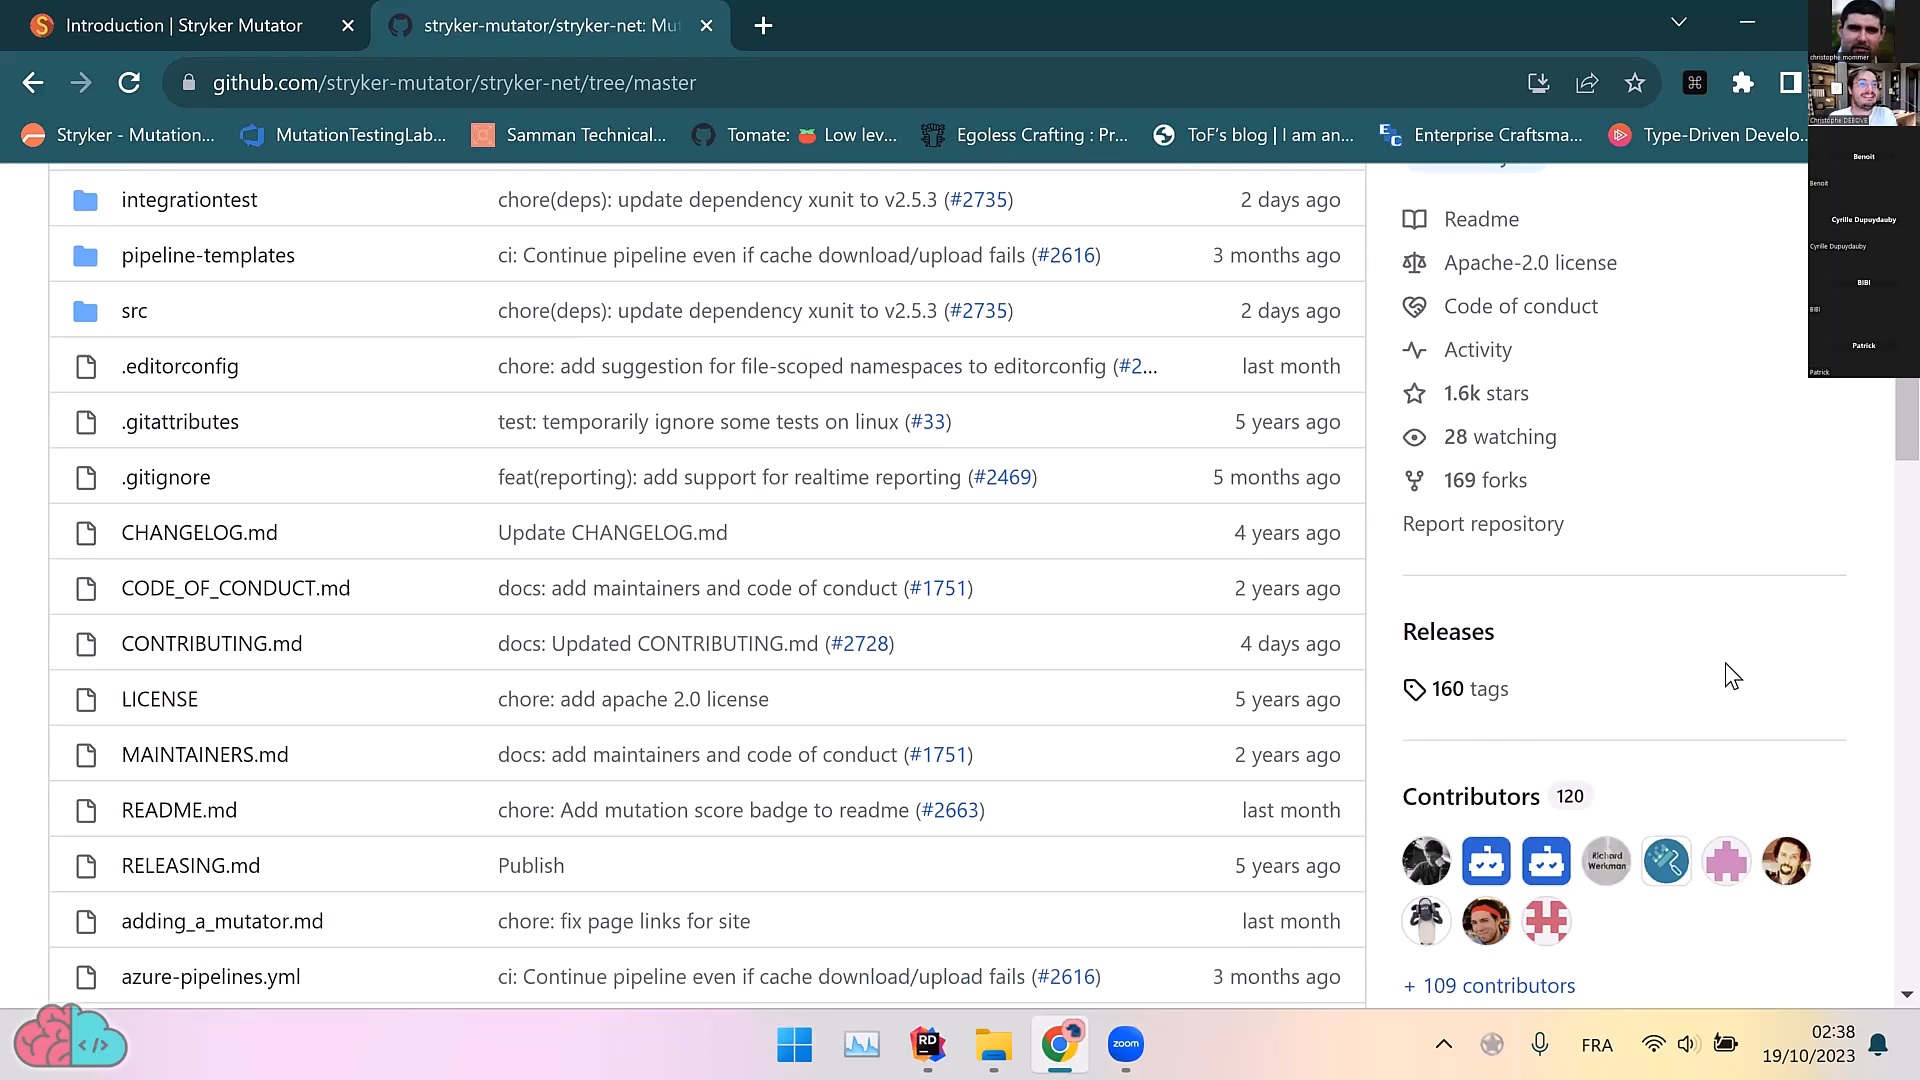 Introduction | Stryker Mutator
stryker-mutator/stryker-net: Mu
github.com/stryker-mutator/stryker-net/tree/master
Stryker - Mutation...
MutationTestingLab...
Samman Technical...
Tomate: 🍅 Low lev...
Egoless Crafting : Pr...
ToF's blog | I am an...
Enterprise Craftsma...
Type-Driven Develo...
christophe mommer
Christophe DEBOVE
Benoit
Benoit
Cyrille Dupuydauby
Cyrille Dupuydauby
BIBI
BIBI
Patrick
Patrick
integrationtest chore(deps): update dependency xunit to v2.5.3 (#2735) 2 days ago
pipeline-templates ci: Continue pipeline even if cache download/upload fails (#2616) 3 months ago
src chore(deps): update dependency xunit to v2.5.3 (#2735) 2 days ago
.editorconfig chore: add suggestion for file-scoped namespaces to editorconfig (#2... last month
.gitattributes test: temporarily ignore some tests on linux (#33) 5 years ago
.gitignore feat(reporting): add support for realtime reporting (#2469) 5 months ago
CHANGELOG.md Update CHANGELOG.md 4 years ago
CODE_OF_CONDUCT.md docs: add maintainers and code of conduct (#1751) 2 years ago
CONTRIBUTING.md docs: Updated CONTRIBUTING.md (#2728) 4 days ago
LICENSE chore: add apache 2.0 license 5 years ago
MAINTAINERS.md docs: add maintainers and code of conduct (#1751) 2 years ago
README.md chore: Add mutation score badge to readme (#2663) last month
RELEASING.md Publish 5 years ago
adding_a_mutator.md chore: fix page links for site last month
azure-pipelines.yml ci: Continue pipeline even if cache download/upload fails (#2616) 3 months ago
Readme
Apache-2.0 license
Code of conduct
Activity
1.6k stars
28 watching
169 forks
Report repository
Releases
160 tags
Contributors 120
Richard
Werkman
+ 109 contributors
</>
RD
zoom
FRA
02:38
19/10/2023